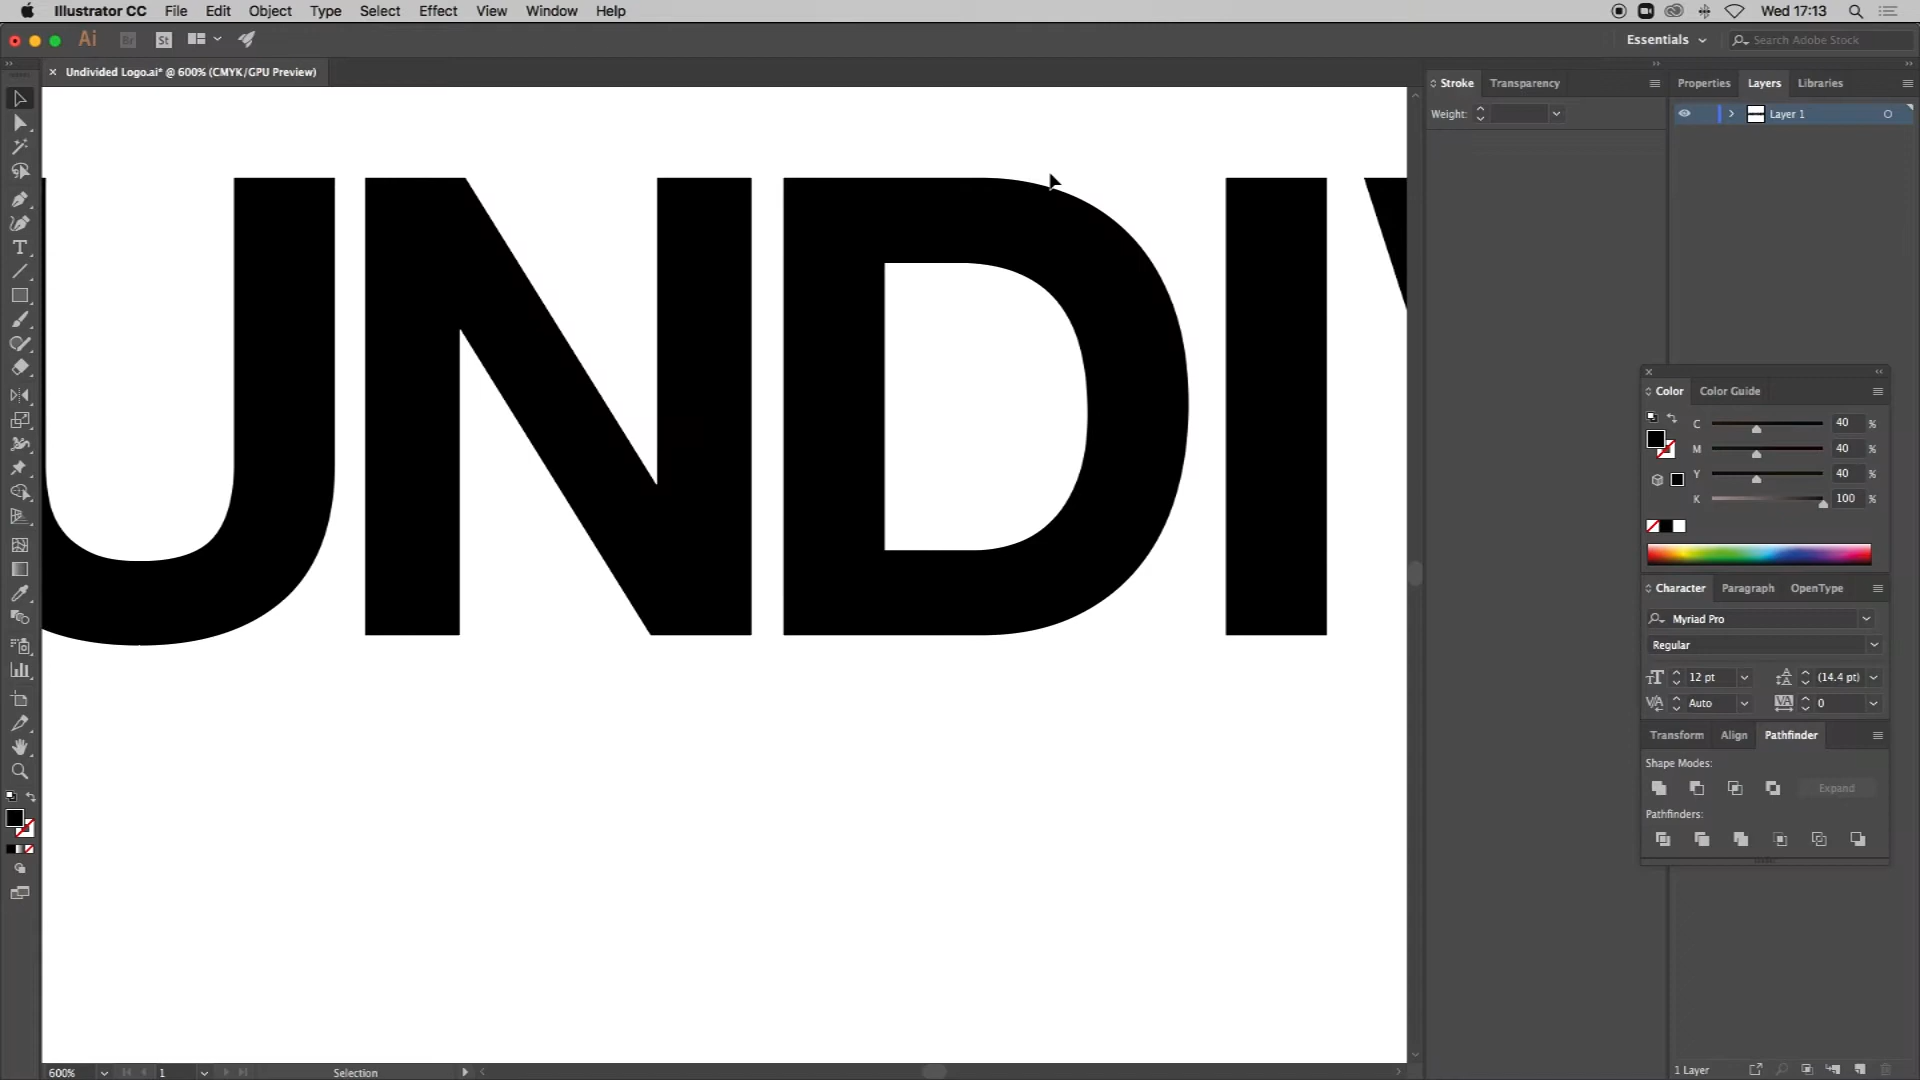 Illustrator CC File Edit Object Type Select Effect View Window Help Wed 17:13
Ai Br St Essentials Search Adobe Stock
× Undivided Logo.ai* @ 600% (CMYK/GPU Preview)
Stroke Transparency
Weight:
Properties Layers Libraries
Layer 1
UNDIV
Color Color Guide
C 40 %
M 40 %
Y 40 %
K 100 %
Character Paragraph OpenType
Myriad Pro
Regular
12 pt (14.4 pt)
Auto 0
Transform Align Pathfinder
Shape Modes:
Expand
Pathfinders:
600% 1 Selection
1 Layer